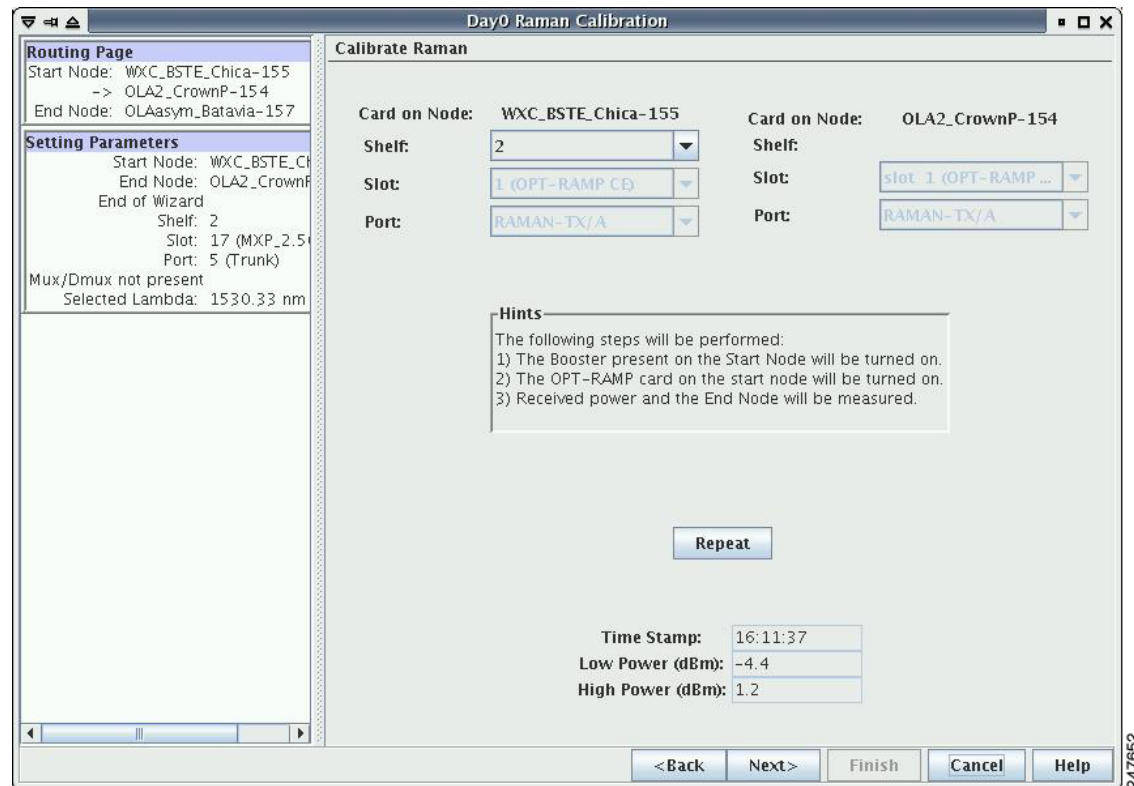 Day0 Raman Calibration
Routing Page
Start Node: WXC_BSTE_Chica-155
-> OLA2_CrownP-154
End Node: OLAasym_Batavia-157
Setting Parameters
Start Node: WXC_BSTE_Cl
End Node: OLA2_Crown
End of Wizard
Shelf: 2
Slot: 17 (MXP_2.5
Port: 5 (Trunk)
Mux/Dmux not present
Selected Lambda: 1530.33 nm
Calibrate Raman
Card on Node: WXC_BSTE_Chica-155
Shelf: 2
Slot: 1 (OPT-RAMP CE)
Port: RAMAN-TX/A
Card on Node: OLA2_CrownP-154
Shelf:
Slot: slot 1 (OPT-RAMP ...
Port: RAMAN-TX/A
Hints
The following steps will be performed:
1) The Booster present on the Start Node will be turned on.
2) The OPT-RAMP card on the start node will be turned on.
3) Received power and the End Node will be measured.
Repeat
Time Stamp: 16:11:37
Low Power (dBm): -4.4
High Power (dBm): 1.2
<Back Next> Finish Cancel Help
247652